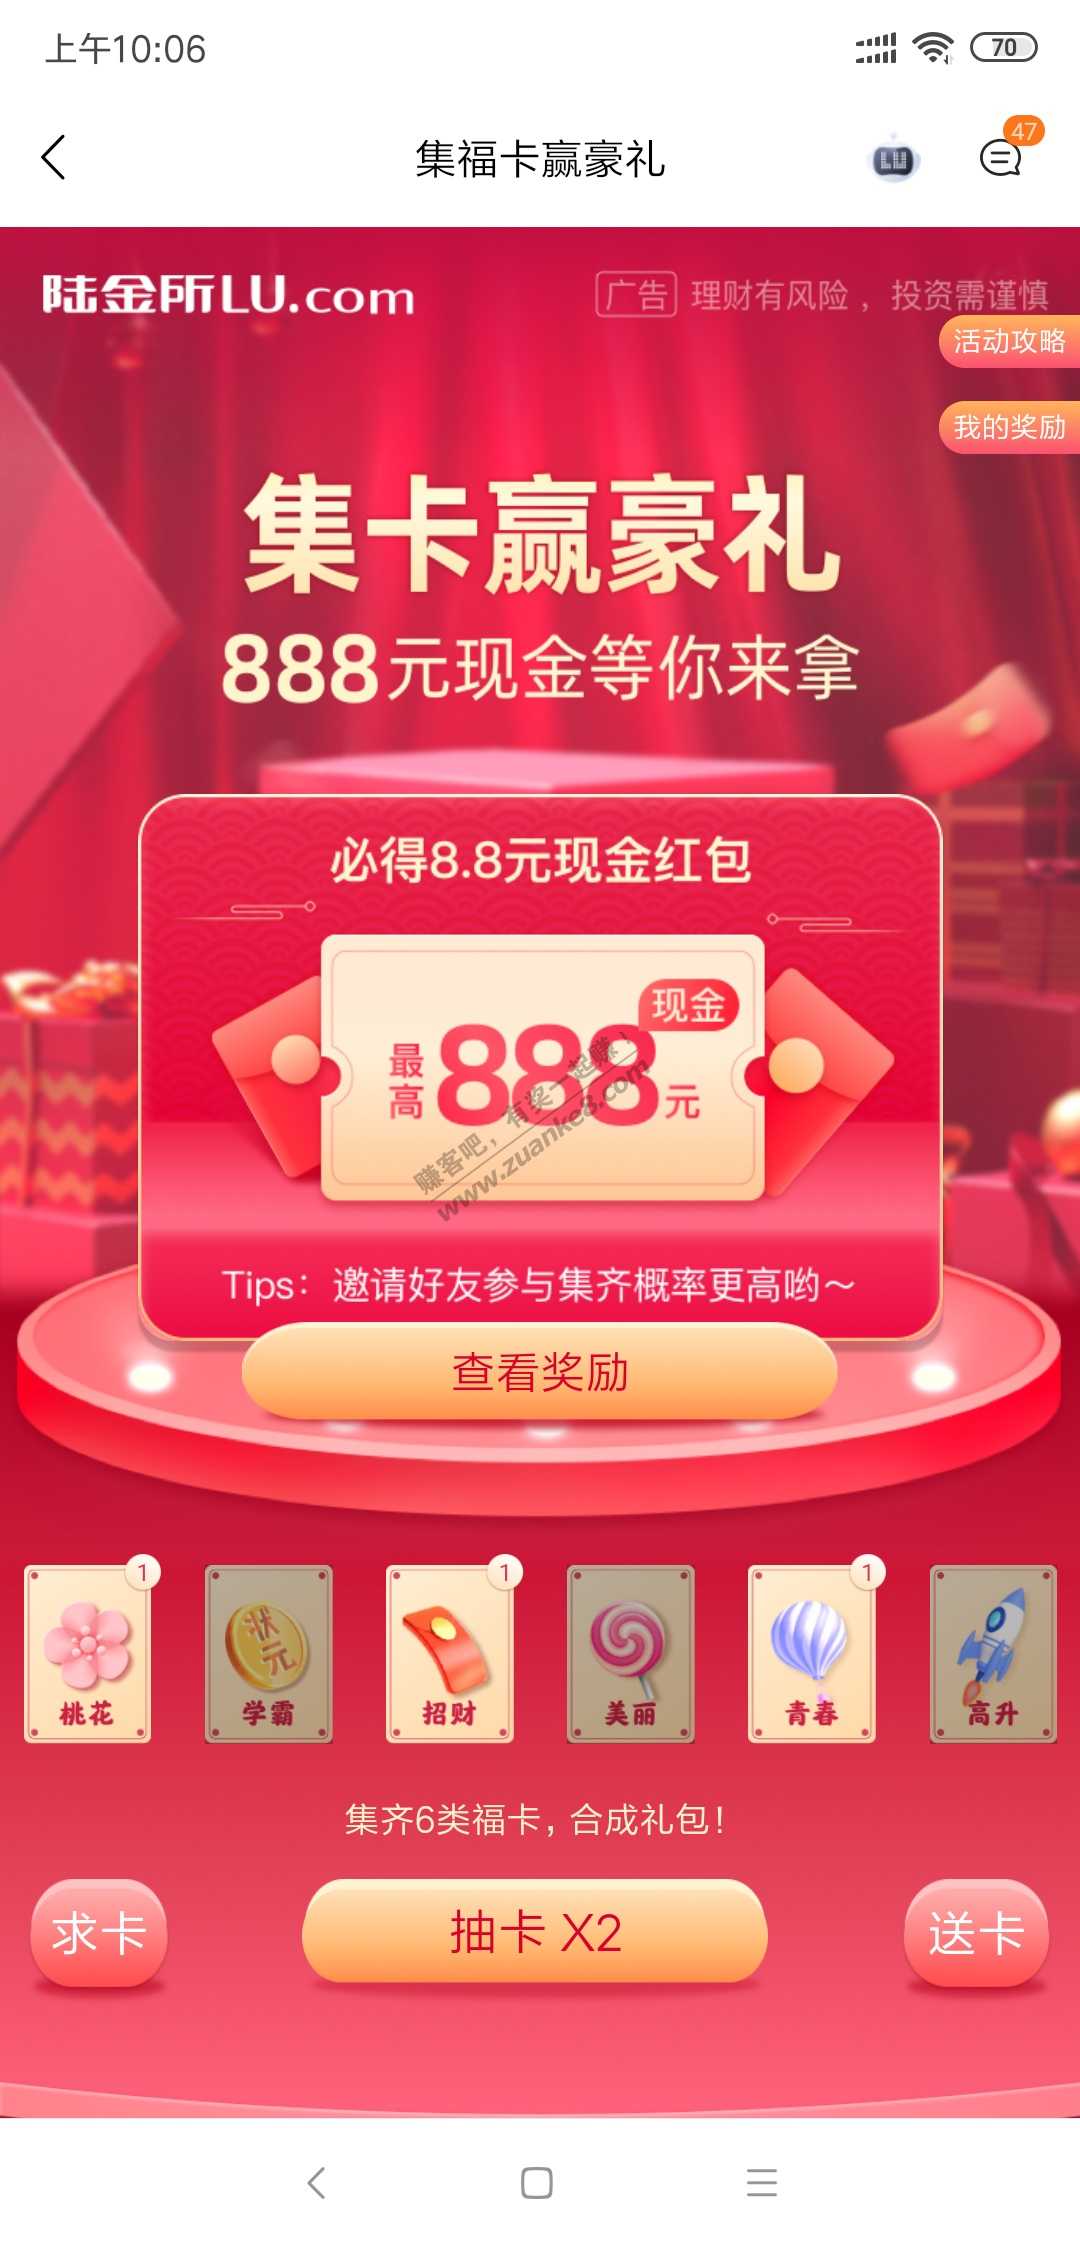 上午10:06
70
集福卡赢豪礼
LU
47
陆金所LU.com
广告 理财有风险，投资需谨慎
活动攻略
我的奖励
集卡赢豪礼
888元现金等你来拿
必得8.8元现金红包
现金
最高888元
赚客吧，有奖一起赚！
www.zuanke8.com
Tips：邀请好友参与集齐概率更高哟～
查看奖励
1 1 1
状元
桃花 学霸 招财 美丽 青春 高升
集齐6类福卡，合成礼包！
求卡 抽卡 X2 送卡